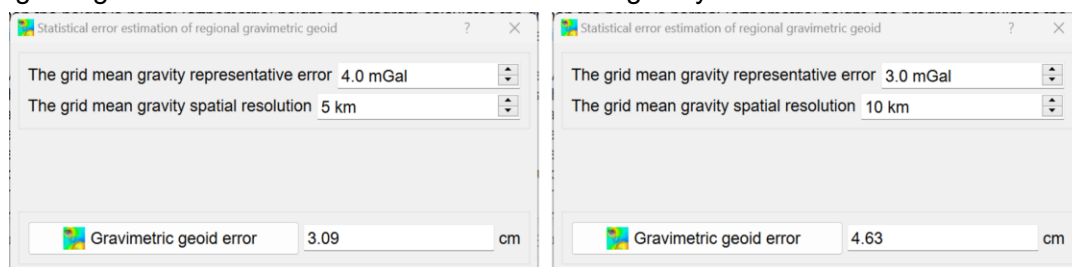 Statistical error estimation of regional gravimetric geoid ? ×
The grid mean gravity representative error 4.0 mGal
The grid mean gravity spatial resolution 5 km
Gravimetric geoid error 3.09 cm
Statistical error estimation of regional gravimetric geoid ? ×
The grid mean gravity representative error 3.0 mGal
The grid mean gravity spatial resolution 10 km
Gravimetric geoid error 4.63 cm